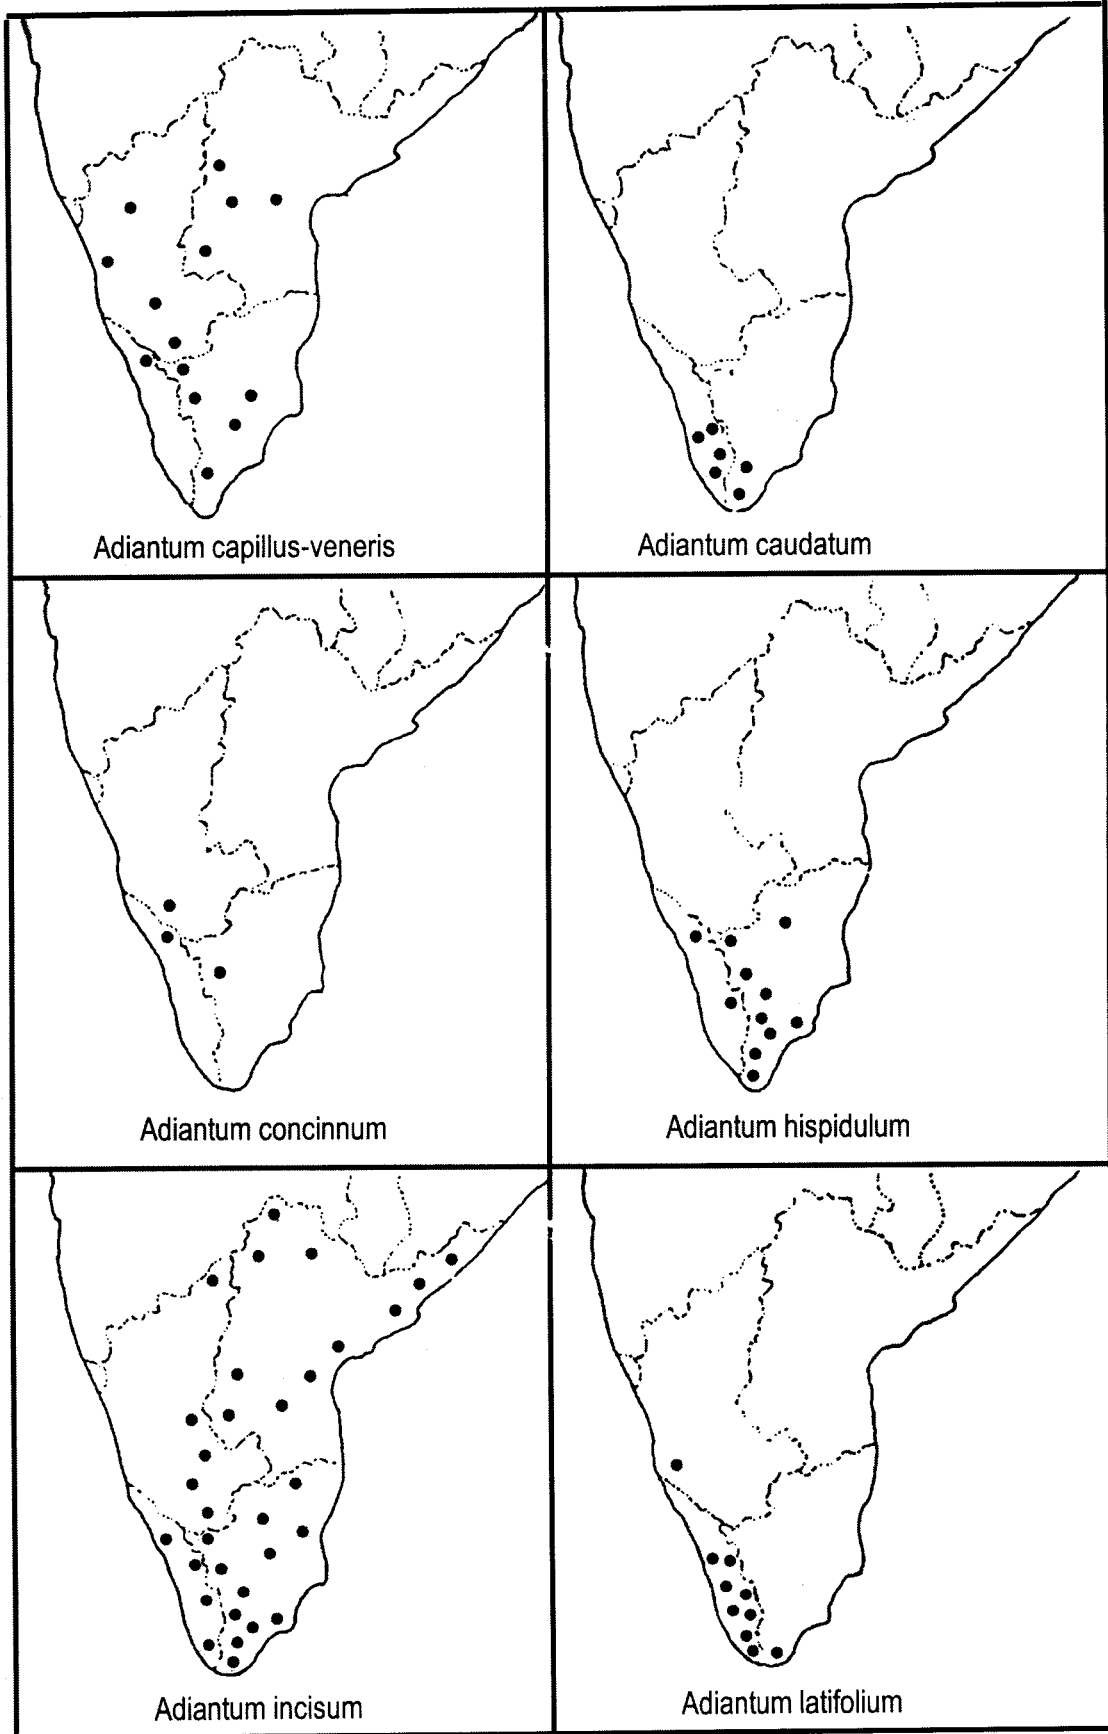 Adiantum capillus-veneris
Adiantum caudatum
Adiantum concinnum
Adiantum hispidulum
Adiantum incisum
Adiantum latifolium